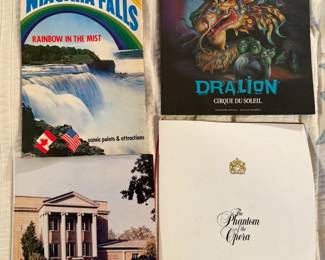 NIAGARA FALLS
RAINBOW IN THE MIST
scenic points & attractions
DRALION
CIRQUE DU SOLEIL
The
Phantom
of the
Opera